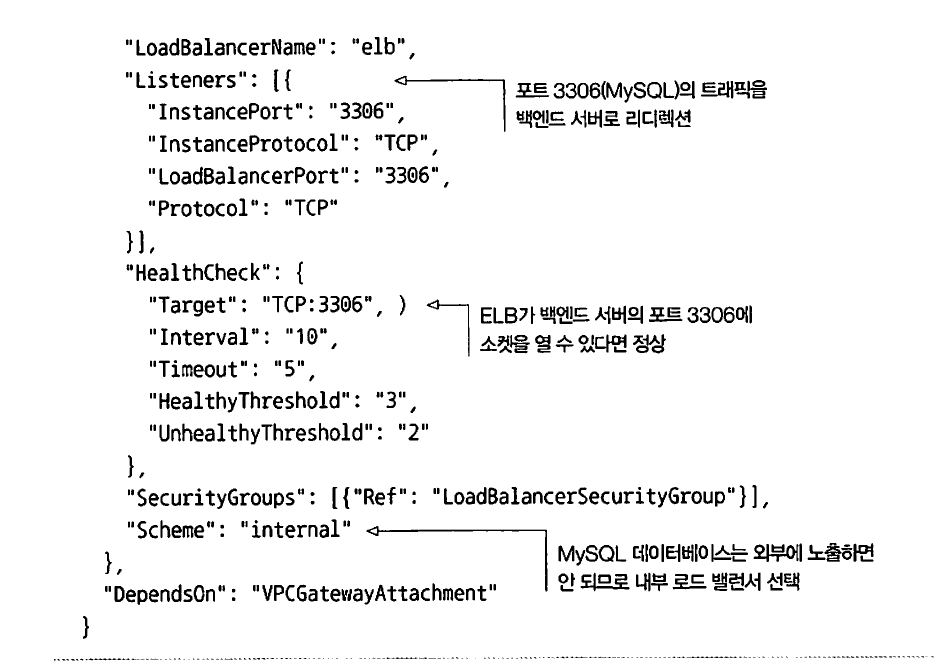 "LoadBalancerName": "elb",
"Listeners": [{
포트 3306(MySQL)의 트래픽을
백엔드 서버로 리디렉션
"InstancePort": "3306",
"InstanceProtocol": "TCP",
"LoadBalancerPort": "3306",
"Protocol": "TCP"
}],
"HealthCheck": {
"Target": "TCP:3306", )
ELB가 백엔드 서버의 포트 3306에
소켓을 열 수 있다면 정상
"Interval": "10",
"Timeout": "5",
"HealthyThreshold": "3",
"UnhealthyThreshold": "2"
},
"SecurityGroups": [{"Ref": "LoadBalancerSecurityGroup"}],
"Scheme": "internal"
MySQL 데이터베이스는 외부에 노출하면
안 되므로 내부 로드 밸런서 선택
},
"DependsOn": "VPCGatewayAttachment"
}